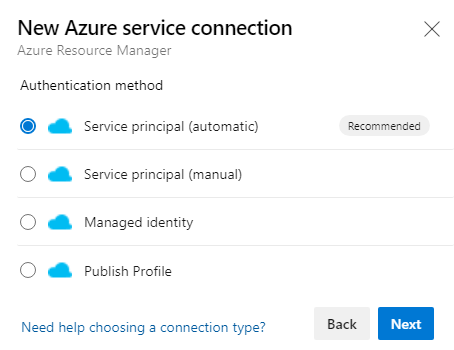 New Azure service connection
Azure Resource Manager
Authentication method
Service principal (automatic)
Recommended
Service principal (manual)
Managed identity
Publish Profile
Need help choosing a connection type?
Back
Next